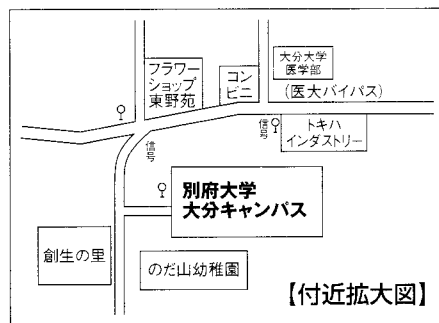 フラワー
ショップ
東野苑
コン
ビニ
大分大学
医学部
(医大バイパス)
信号
トキハ
インダストリー
信号
別府大学
大分キャンパス
創生の里
のだ山幼稚園
【付近拡大図】